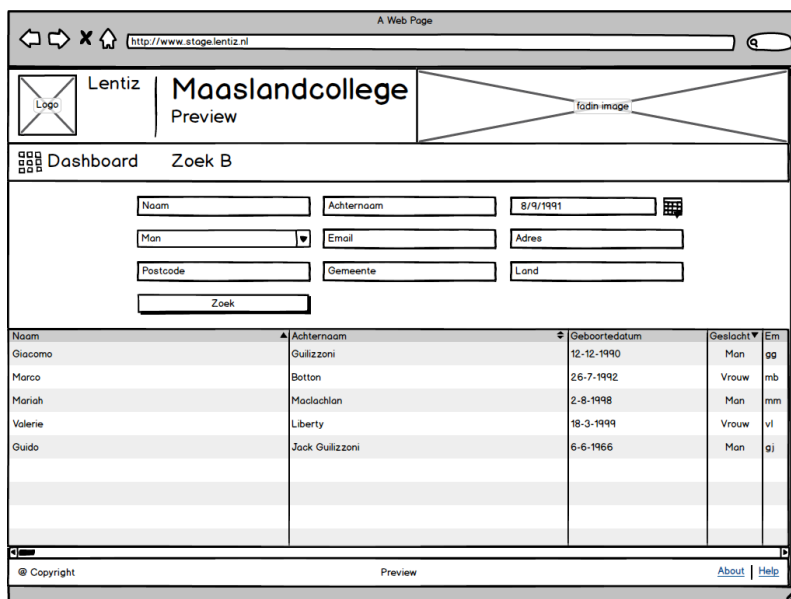 A Web Page
http://www.stage.lentiz.nl
Logo
Lentiz
Maaslandcollege
Preview
fadin image
Dashboard Zoek B
Naam Achternaam 8/9/1991
Man Email Adres
Postcode Gemeente Land
Zoek
Naam Achternaam Geboortedatum Geslacht Em
Giacomo Guilizzoni 12-12-1990 Man gg
Marco Botton 26-7-1992 Vrouw mb
Mariah Maclachlan 2-8-1998 Man mm
Valerie Liberty 18-3-1999 Vrouw vl
Guido Jack Guilizzoni 6-6-1966 Man gj
@ Copyright Preview About Help